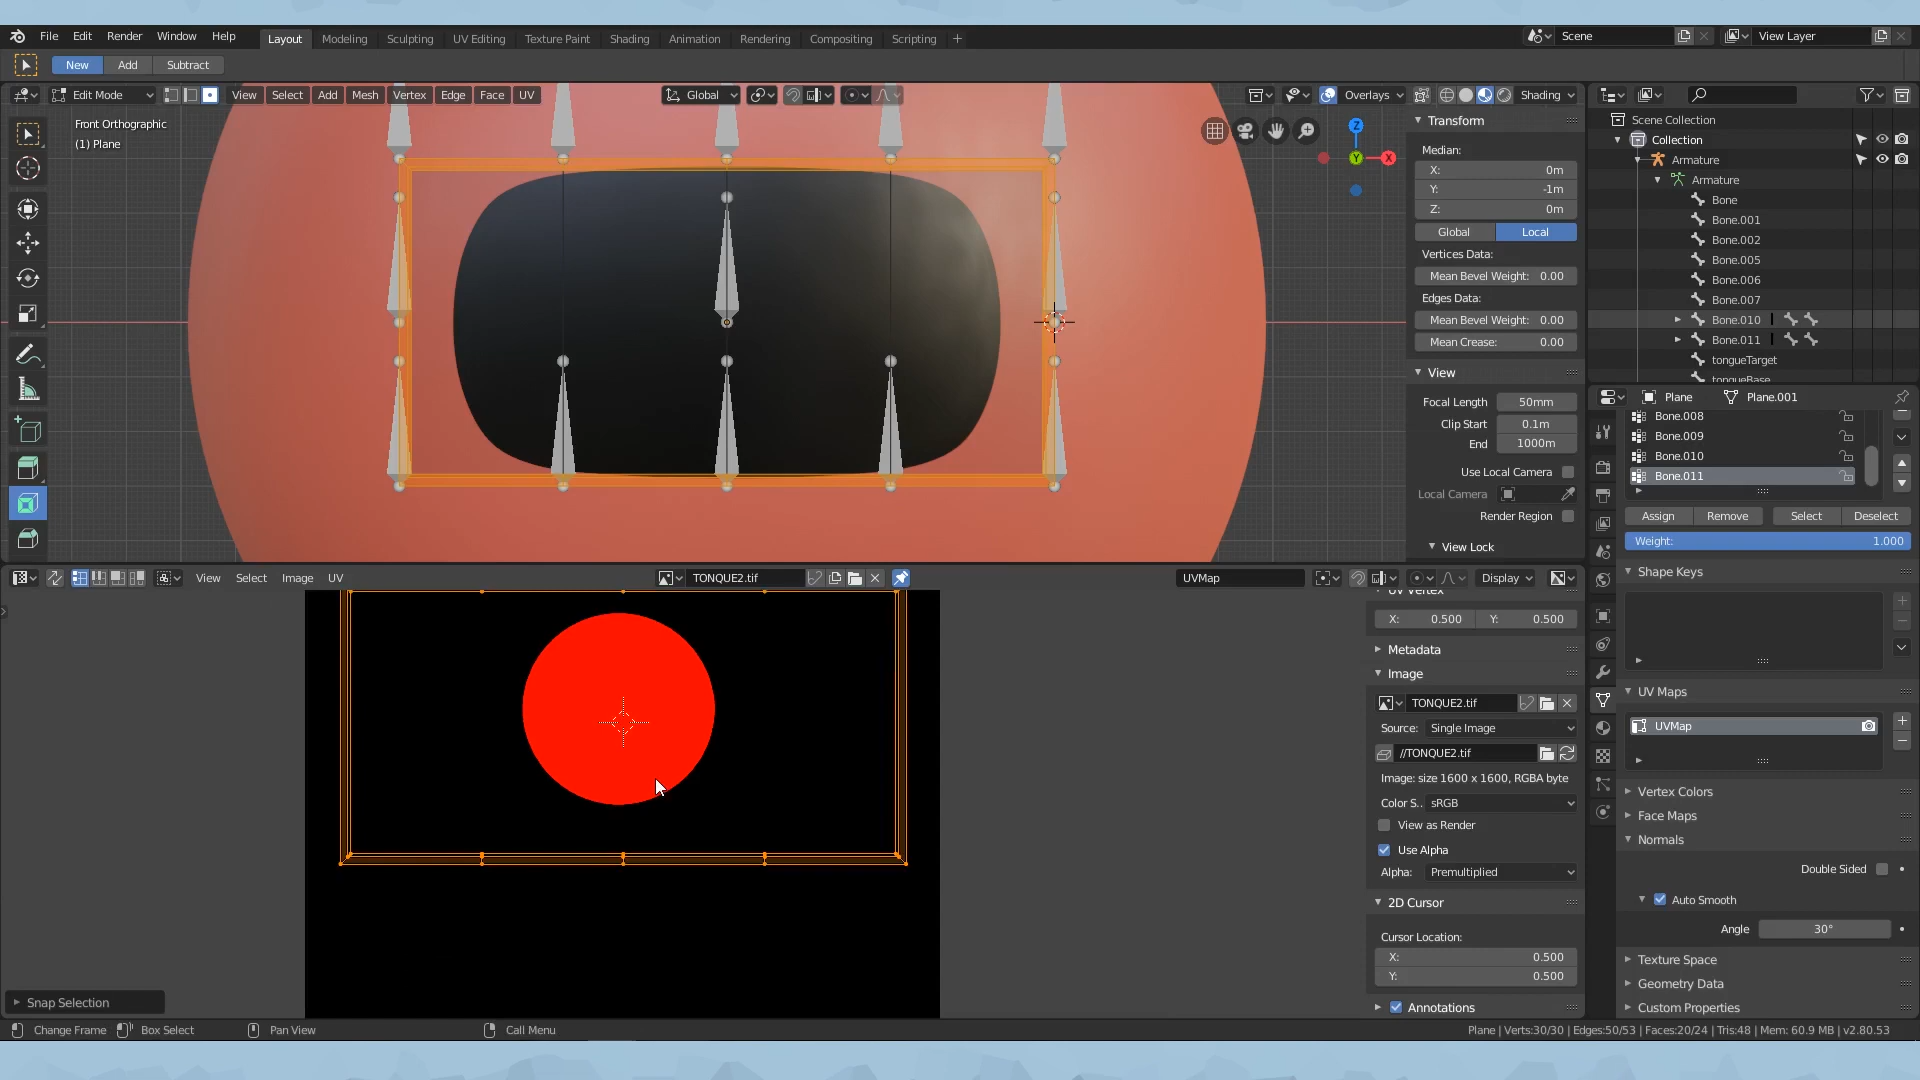 File Edit Render Window Help Layout Modeling Sculpting UV Editing Texture Paint Shading Animation Rendering Compositing Scripting + Scene View Layer
New Add Subtract
Edit Mode View Select Add Mesh Vertex Edge Face UV Global Overlays Shading
Front Orthographic
(1) Plane
Z
Y
X
Transform
Median:
X: 0m
Y: -1m
Z: 0m
Global Local
Vertices Data:
Mean Bevel Weight: 0.00
Edges Data:
Mean Bevel Weight: 0.00
Mean Crease: 0.00
View
Focal Length 50mm
Clip Start 0.1m
End 1000m
Use Local Camera
Local Camera
Render Region
View Lock
Scene Collection
Collection
Armature
Armature
Bone
Bone.001
Bone.002
Bone.005
Bone.006
Bone.007
Bone.010
Bone.011
tongueTarget
tongueBase
Plane Plane.001
Bone.008
Bone.009
Bone.010
Bone.011
Assign Remove Select Deselect
Weight: 1.000
Shape Keys
UV Maps
UVMap
Vertex Colors
Face Maps
Normals
Double Sided
Auto Smooth
Angle 30°
Texture Space
Geometry Data
Custom Properties
View Select Image UV TONQUE2.tif UVMap Display
UV Vertex
X: 0.500 Y: 0.500
Metadata
Image
TONQUE2.tif
Source: Single Image
//TONQUE2.tif
Image: size 1600 x 1600, RGBA byte
Color S.. sRGB
View as Render
Use Alpha
Alpha: Premultiplied
2D Cursor
Cursor Location:
X: 0.500
Y: 0.500
Annotations
Snap Selection
Change Frame Box Select Pan View Call Menu Plane | Verts:30/30 | Edges:50/53 | Faces:20/24 | Tris:48 | Mem: 60.9 MB | v2.80.53